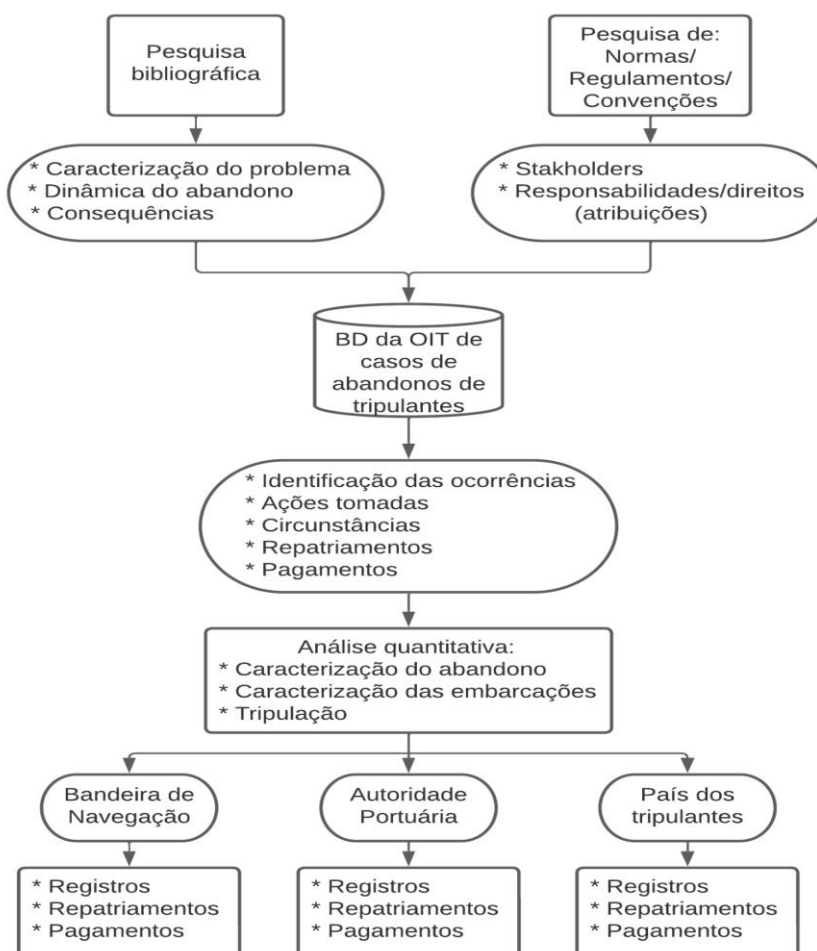 Pesquisa
bibliográfica
Pesquisa de:
Normas/
Regulamentos/
Convenções
* Caracterização do problema
* Dinâmica do abandono
* Consequências
* Stakholders
* Responsabilidades/direitos
(atribuições)
BD da OIT de
casos de
abandonos de
tripulantes
* Identificação das ocorrências
* Ações tomadas
* Circunstâncias
* Repatriamentos
* Pagamentos
Análise quantitativa:
* Caracterização do abandono
* Caracterização das embarcações
* Tripulação
Bandeira de
Navegação
Autoridade
Portuária
País dos
tripulantes
* Registros
* Repatriamentos
* Pagamentos
* Registros
* Repatriamentos
* Pagamentos
* Registros
* Repatriamentos
* Pagamentos